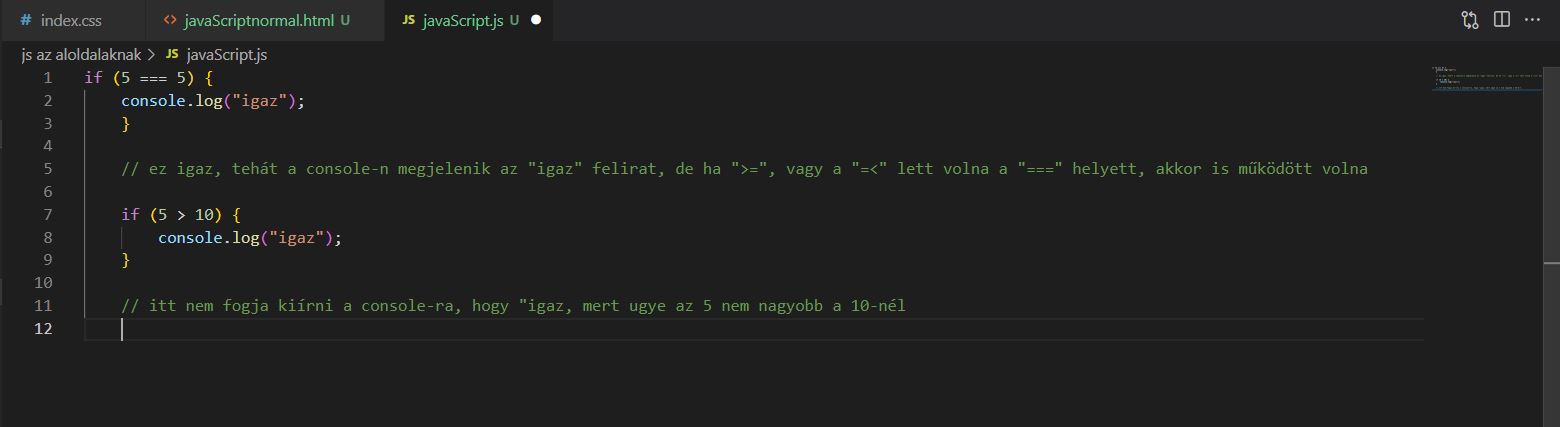 # index.css <> javaScriptnormal.html U JS javaScript.js U
js az aloldalaknak > JS javaScript.js
1 if (5 === 5) {
2 console.log("igaz");
3 }
4
5 // ez igaz, tehát a console-n megjelenik az "igaz" felirat, de ha ">=", vagy a "=<" lett volna a "===" helyett, akkor is működött volna
6
7 if (5 > 10) {
8 console.log("igaz");
9 }
10
11 // itt nem fogja kiírni a console-ra, hogy "igaz, mert ugye az 5 nem nagyobb a 10-nél
12